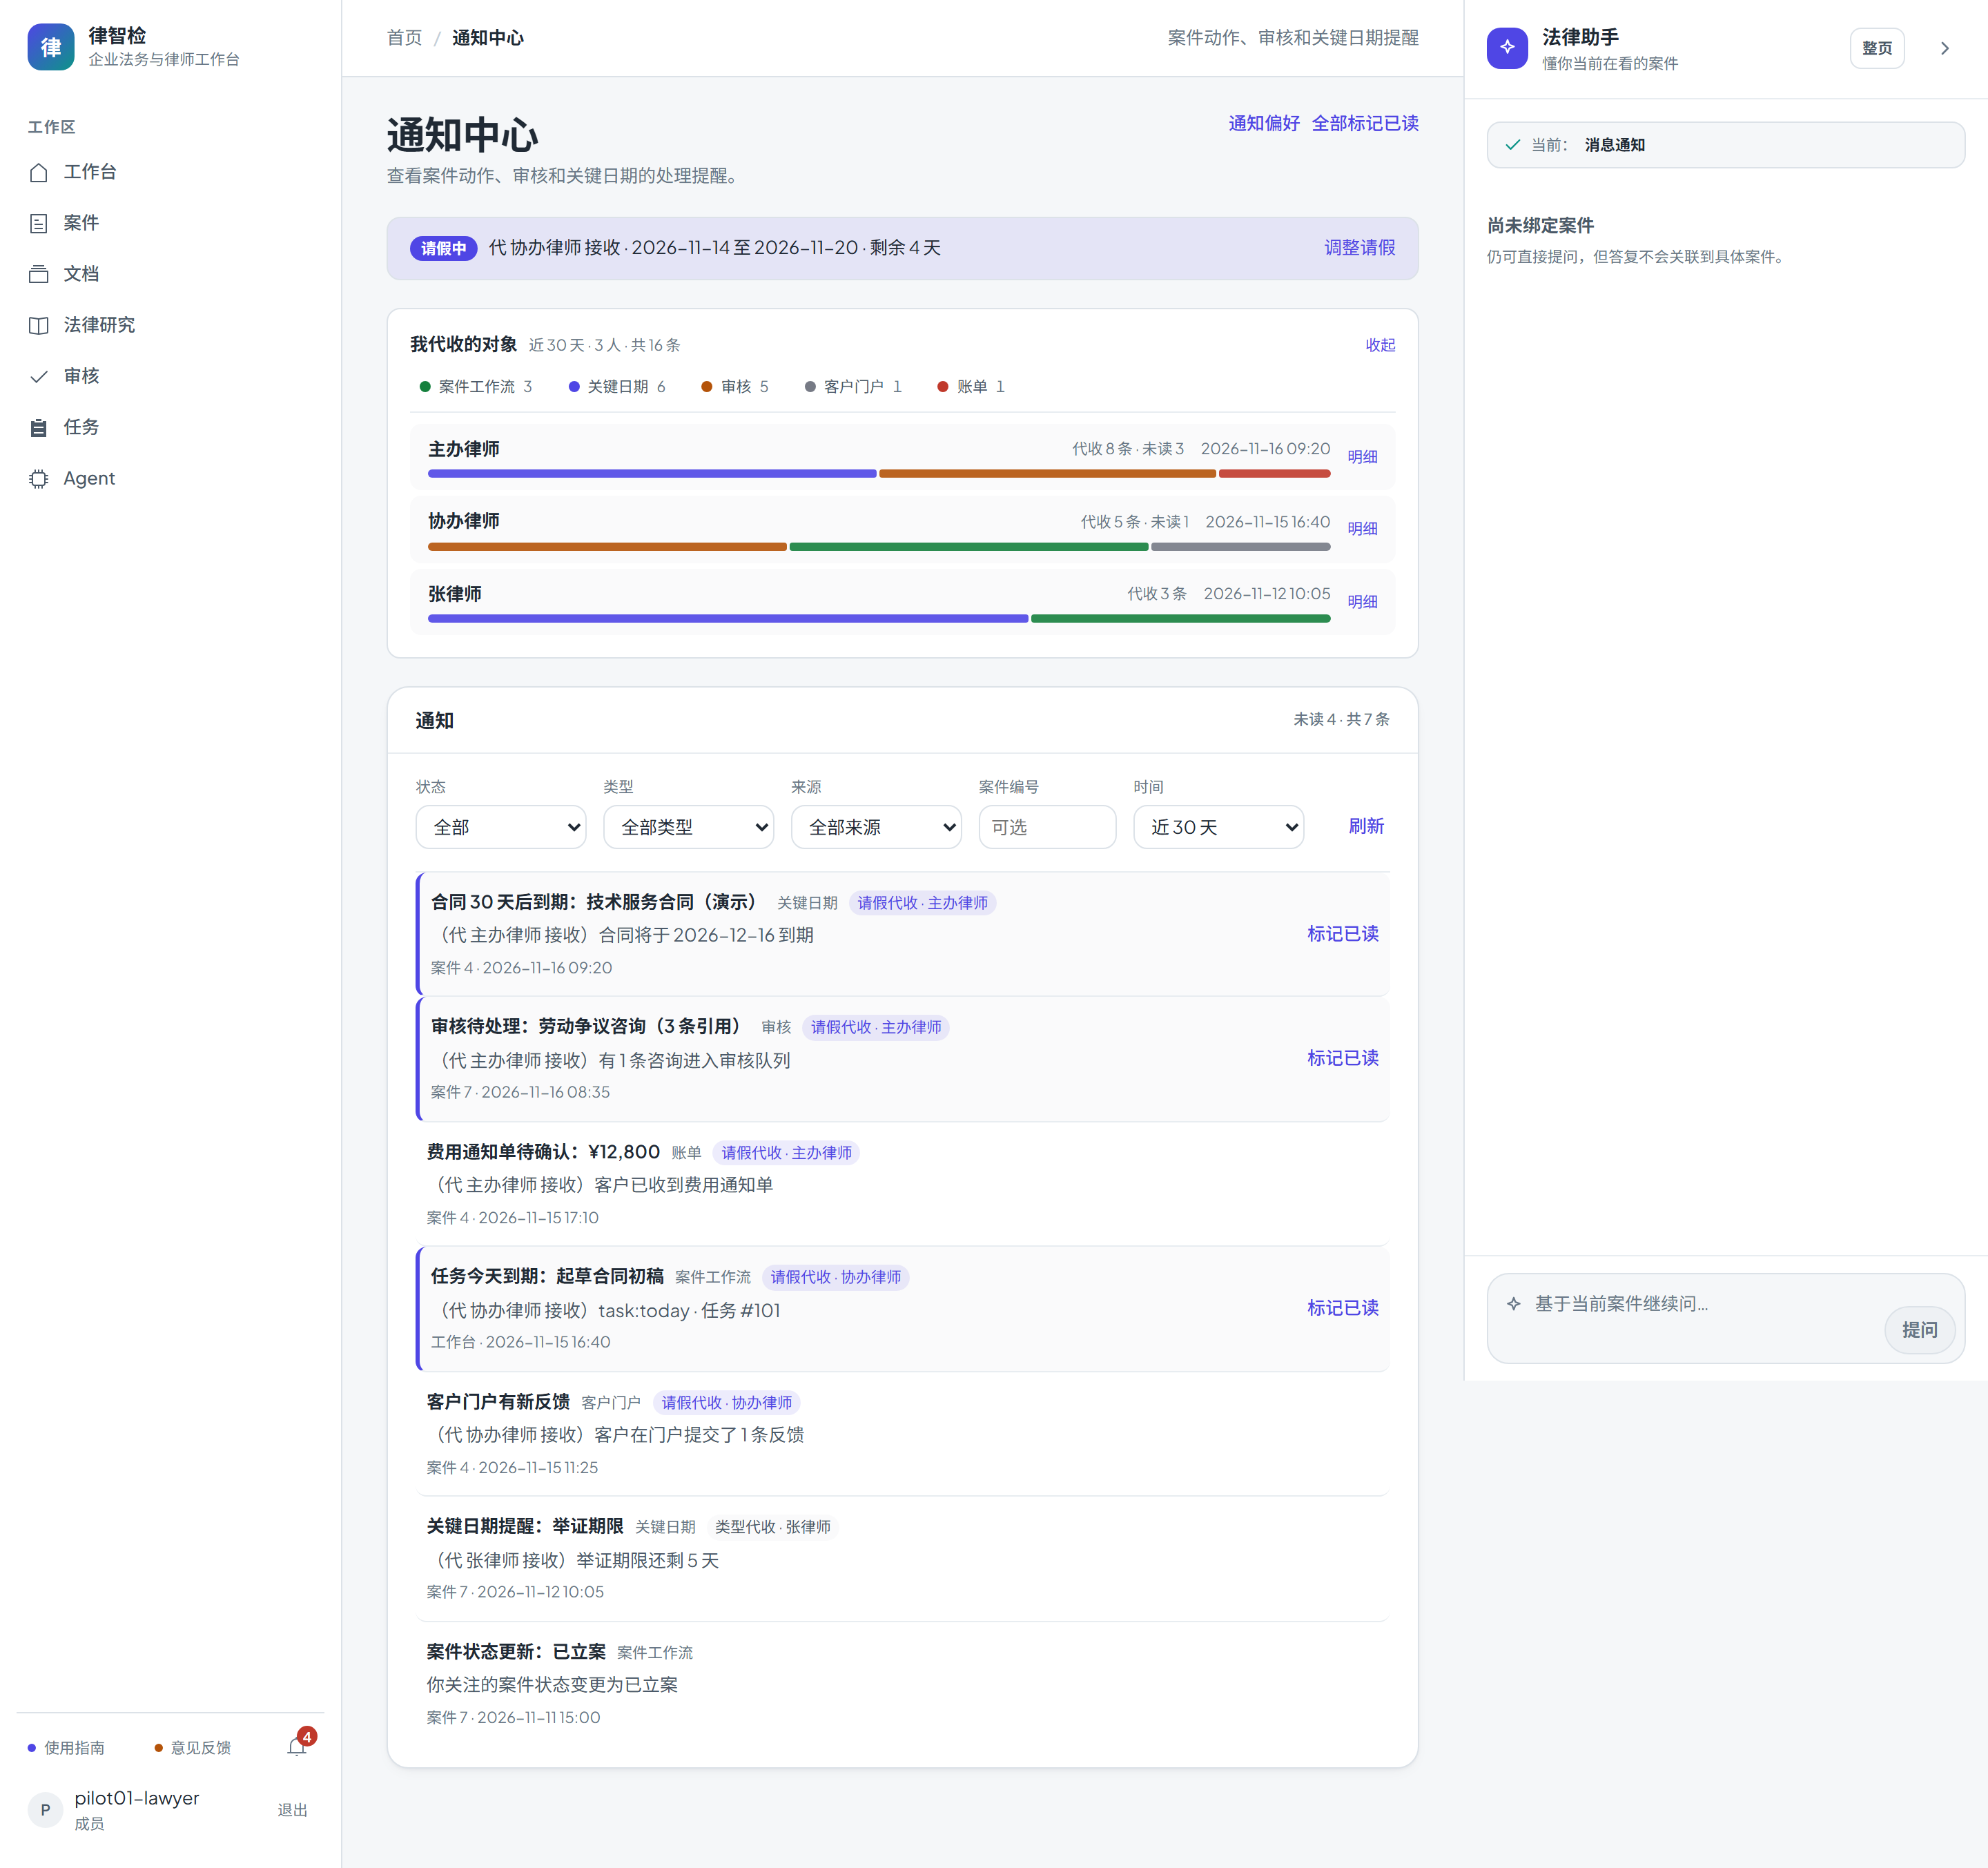 律
律智检
企业法务与律师工作台
工作区
工作台
案件
文档
法律研究
审核
任务
Agent
使用指南
意见反馈
4
P
pilot01-lawyer
成员
退出
首页 / 通知中心
案件动作、审核和关键日期提醒
通知中心
通知偏好 全部标记已读
查看案件动作、审核和关键日期的处理提醒。
请假中 代 协办律师 接收 · 2026-11-14 至 2026-11-20 · 剩余 4 天 调整请假
我代收的对象 近 30 天 · 3 人 · 共 16 条 收起
案件工作流 3 关键日期 6 审核 5 客户门户 1 账单 1
主办律师 代收 8 条 · 未读 3 2026-11-16 09:20 明细
协办律师 代收 5 条 · 未读 1 2026-11-15 16:40 明细
张律师 代收 3 条 2026-11-12 10:05 明细
通知 未读 4 · 共 7 条
状态 类型 来源 案件编号 时间
全部 全部类型 全部来源 可选 近 30 天 刷新
合同 30 天后到期：技术服务合同（演示） 关键日期 请假代收 · 主办律师
（代 主办律师 接收）合同将于 2026-12-16 到期
标记已读
案件 4 · 2026-11-16 09:20
审核待处理：劳动争议咨询（3 条引用） 审核 请假代收 · 主办律师
（代 主办律师 接收）有 1 条咨询进入审核队列
标记已读
案件 7 · 2026-11-16 08:35
费用通知单待确认：¥12,800 账单 请假代收 · 主办律师
（代 主办律师 接收）客户已收到费用通知单
案件 4 · 2026-11-15 17:10
任务今天到期：起草合同初稿 案件工作流 请假代收 · 协办律师
（代 协办律师 接收）task:today · 任务 #101
标记已读
工作台 · 2026-11-15 16:40
客户门户有新反馈 客户门户 请假代收 · 协办律师
（代 协办律师 接收）客户在门户提交了 1 条反馈
案件 4 · 2026-11-15 11:25
关键日期提醒：举证期限 关键日期 类型代收 · 张律师
（代 张律师 接收）举证期限还剩 5 天
案件 7 · 2026-11-12 10:05
案件状态更新：已立案 案件工作流
你关注的案件状态变更为已立案
案件 7 · 2026-11-11 15:00
法律助手
懂你当前在看的案件
整页
当前： 消息通知
尚未绑定案件
仍可直接提问，但答复不会关联到具体案件。
基于当前案件继续问…
提问